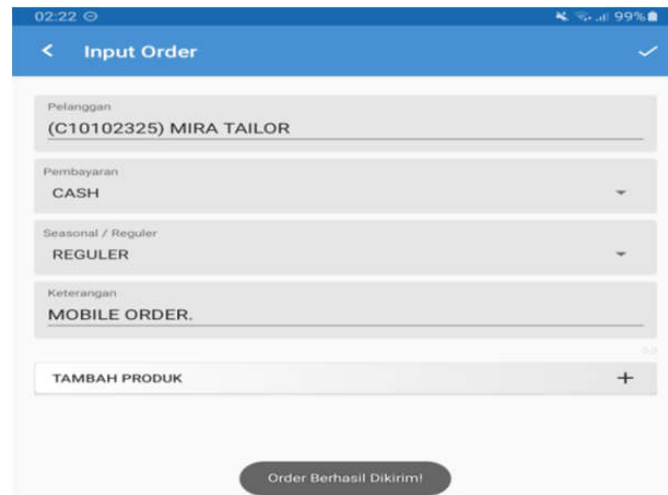 02:22 99%
Input Order
Pelanggan
(C10102325) MIRA TAILOR
Pembayaran
CASH
Seasonal / Reguler
REGULER
Keterangan
MOBILE ORDER.
TAMBAH PRODUK +
Order Berhasil Dikirim!